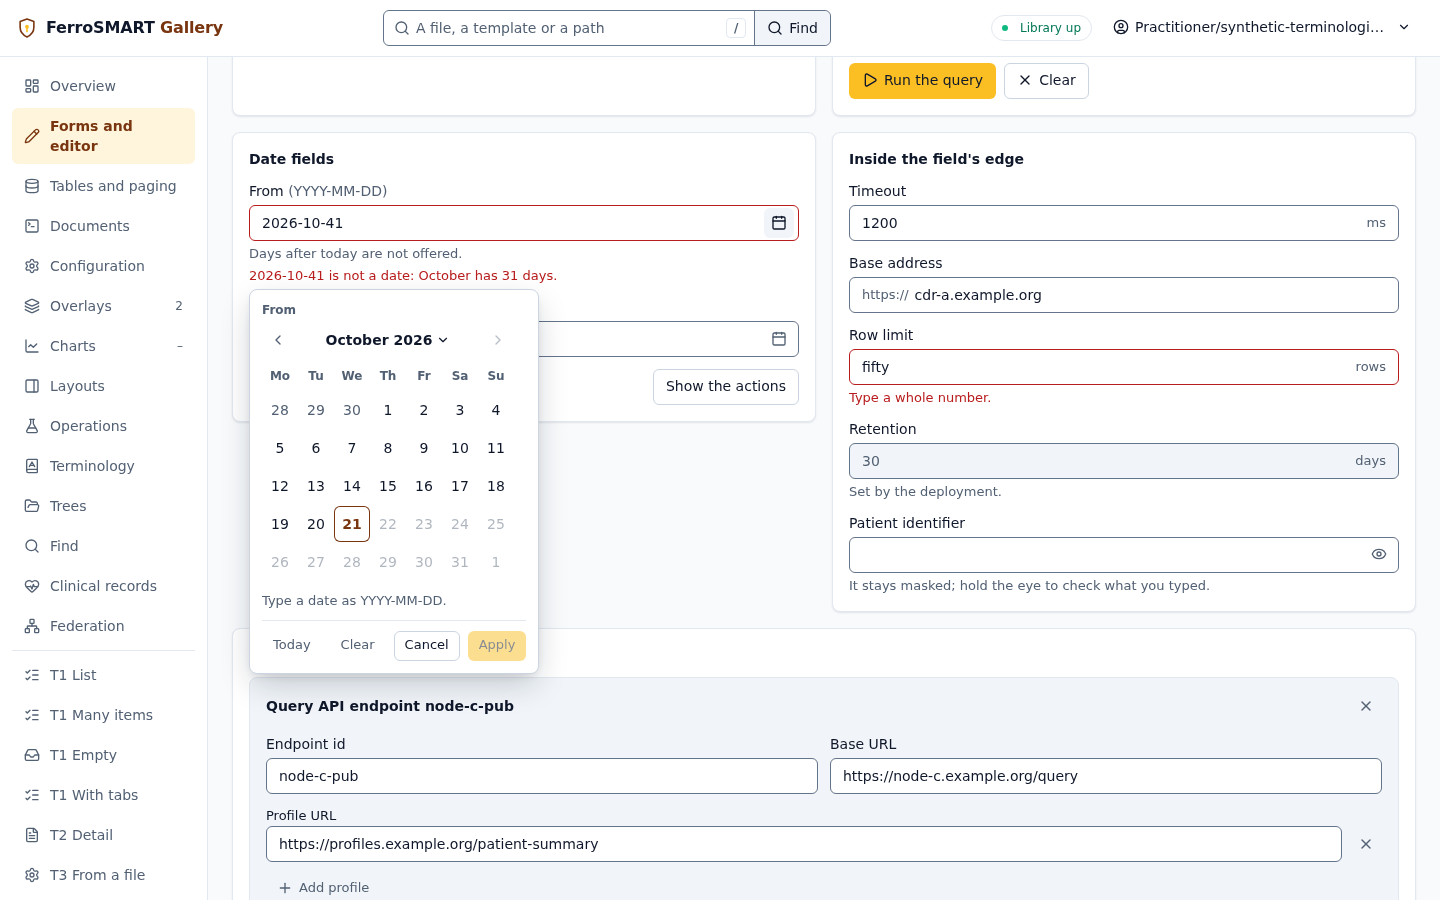 FerroSMART Gallery
A file, a template or a path
/
Find
Library up
Practitioner/synthetic-terminologi...
Overview
Forms and
editor
Tables and paging
Documents
Configuration
Overlays 2
Charts –
Layouts
Operations
Terminology
Trees
Find
Clinical records
Federation
T1 List
T1 Many items
T1 Empty
T1 With tabs
T2 Detail
T3 From a file
Run the query
Clear
Date fields
From (YYYY-MM-DD)
2026-10-41
Days after today are not offered.
2026-10-41 is not a date: October has 31 days.
From
October 2026
Mo Tu We Th Fr Sa Su
28 29 30 1 2 3 4
5 6 7 8 9 10 11
12 13 14 15 16 17 18
19 20 21 22 23 24 25
26 27 28 29 30 31 1
Type a date as YYYY-MM-DD.
Today Clear Cancel Apply
Show the actions
Inside the field's edge
Timeout
1200 ms
Base address
https:// cdr-a.example.org
Row limit
fifty rows
Type a whole number.
Retention
30 days
Set by the deployment.
Patient identifier
It stays masked; hold the eye to check what you typed.
Query API endpoint node-c-pub
Endpoint id
node-c-pub
Base URL
https://node-c.example.org/query
Profile URL
https://profiles.example.org/patient-summary
Add profile